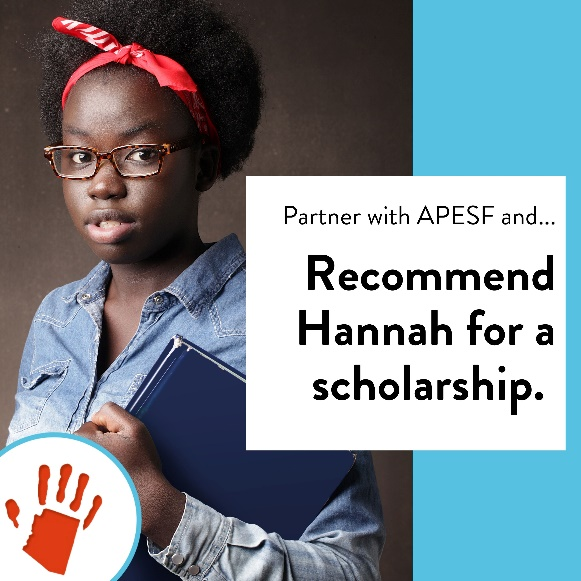 Partner with APESF and...
Recommend
Hannah for a
scholarship.